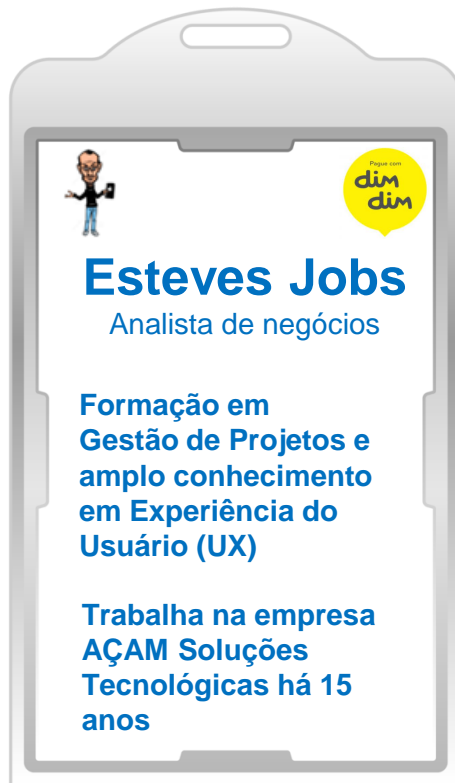 Pague com
dim
dim
Esteves Jobs
Analista de negócios
Formação em
Gestão de Projetos e
amplo conhecimento
em Experiência do
Usuário (UX)
Trabalha na empresa
AÇAM Soluções
Tecnológicas há 15
anos